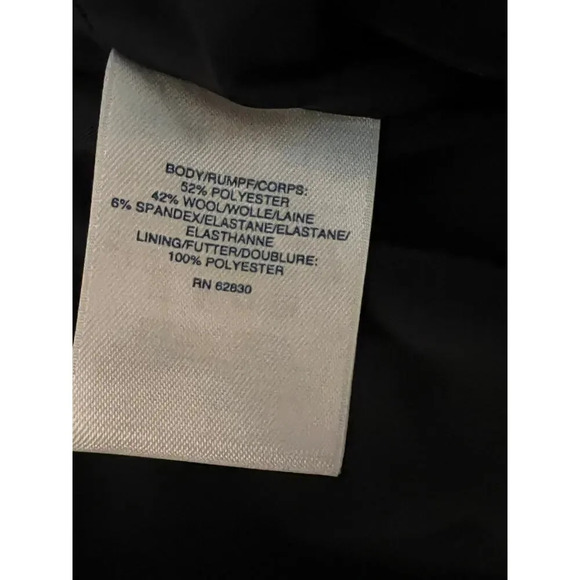 BODY/RUMPF/CORPS:
52% POLYESTER
42% WOOL/WOLLE/LAINE
6% SPANDEX/ELASTANE/ELASTANE/
ELASTHANNE
LINING/FUTTER/DOUBLURE:
100% POLYESTER
RN 62830